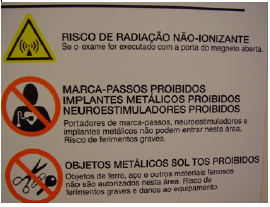 RISCO DE RADIAÇÃO NÃO-IONIZANTE
Se o exame for executado com a porta do magneto aberta.
MARCA-PASSOS PROIBIDOS
IMPLANTES METÁLICOS PROIBIDOS
NEUROESTIMULADORES PROIBIDOS
Portadores de marca-passos, neuroestimuladores e
implantes metálicos não podem entrar nesta área.
Risco de ferimentos graves.
OBJETOS METÁLICOS SOLTOS PROIBIDOS
Objetos de ferro, aço e outros materiais ferrosos
não são autorizados nesta área. Risco de
ferimentos graves e danos ao equipamento.